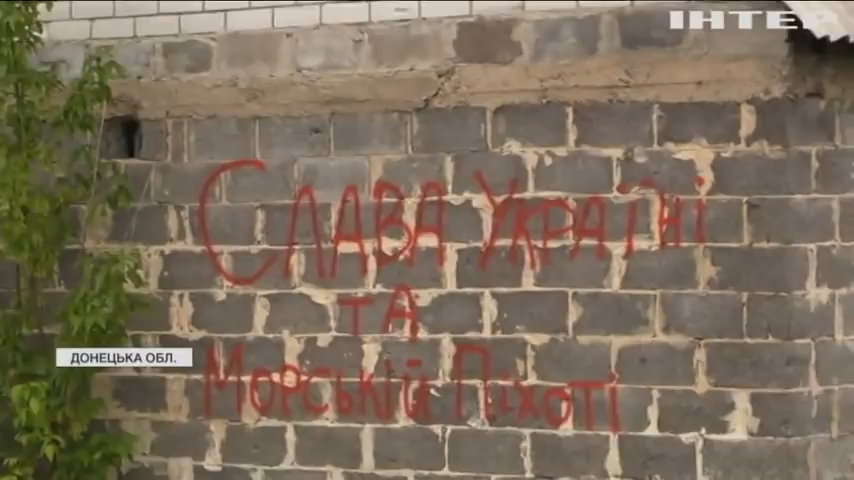 ІНТЕР
Слава Україні
та
Морській Піхоті
ДОНЕЦЬКА ОБЛ.